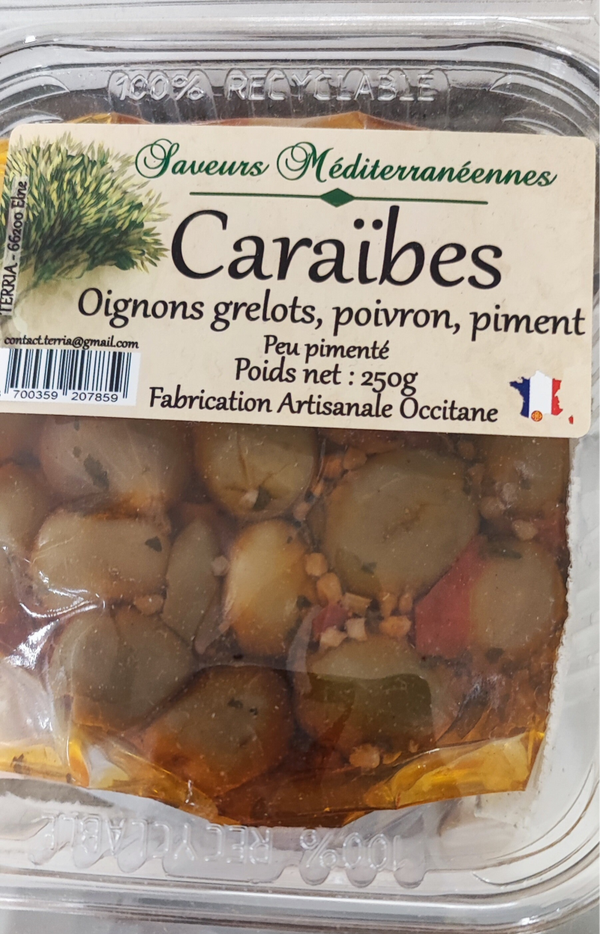 100% RECYCLABLE
Saveurs Méditerranéennes
Caraïbes
Oignons grelots, poivron, piment
Peu pimenté
Poids net : 250g
Fabrication Artisanale Occitane
TERRIA - 66200 Elne
contact.terria@gmail.com
700359 207859
100% RECYCLABLE